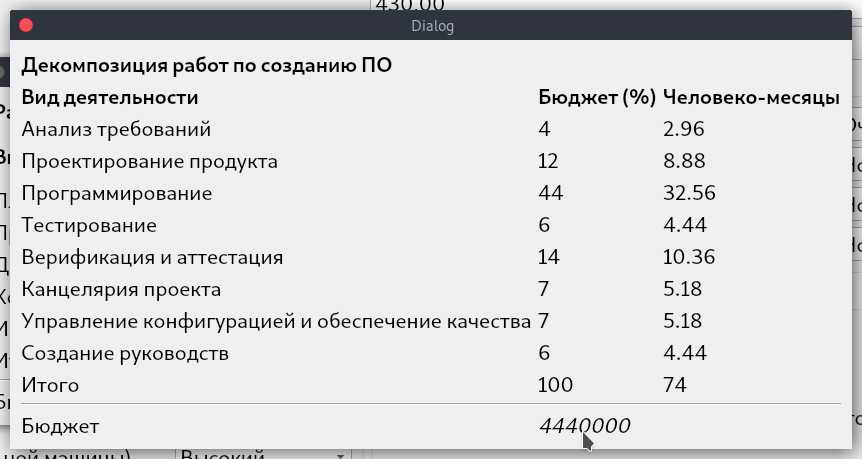 430.00
Dialog
Декомпозиция работ по созданию ПО
Вид деятельности Бюджет (%) Человеко-месяцы
Анализ требований 4 2.96
Проектирование продукта 12 8.88
Программирование 44 32.56
Тестирование 6 4.44
Верификация и аттестация 14 10.36
Канцелярия проекта 7 5.18
Управление конфигурацией и обеспечение качества 7 5.18
Создание руководств 6 4.44
Итого 100 74
Бюджет 4440000
ной машины) Высокий